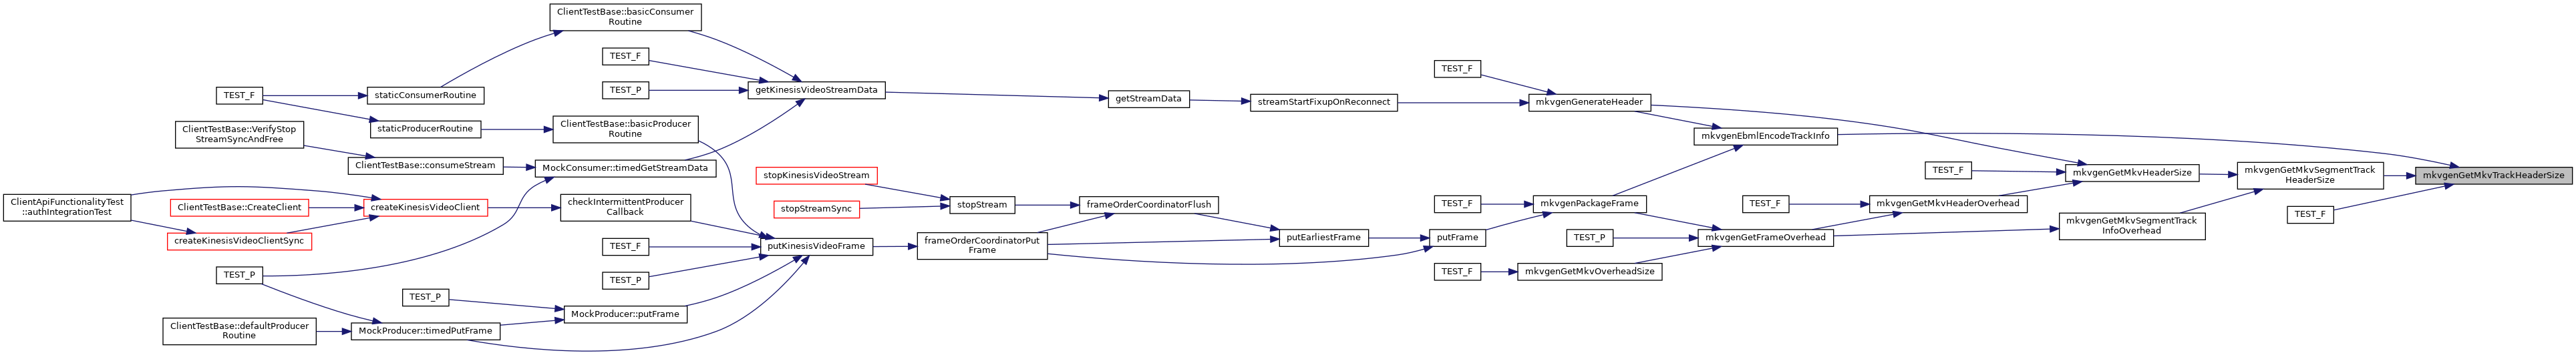 ClientTestBase::basicConsumer
Routine
TEST_F
TEST_P
getKinesisVideoStreamData
TEST_F
staticConsumerRoutine
staticProducerRoutine
ClientTestBase::basicProducer
Routine
ClientTestBase::VerifyStop
StreamSyncAndFree
ClientTestBase::consumeStream
MockConsumer::timedGetStreamData
getStreamData
streamStartFixupOnReconnect
TEST_F
mkvgenGenerateHeader
mkvgenEbmlEncodeTrackInfo
stopKinesisVideoStream
stopStreamSync
stopStream
frameOrderCoordinatorFlush
ClientApiFunctionalityTest
::authIntegrationTest
ClientTestBase::CreateClient
createKinesisVideoClient
createKinesisVideoClientSync
checkIntermittentProducer
Callback
TEST_F
TEST_P
putKinesisVideoFrame
frameOrderCoordinatorPut
Frame
putEarliestFrame
putFrame
TEST_F
mkvgenPackageFrame
TEST_P
mkvgenGetFrameOverhead
TEST_F
mkvgenGetMkvOverheadSize
TEST_F
mkvgenGetMkvHeaderOverhead
TEST_F
mkvgenGetMkvHeaderSize
mkvgenGetMkvSegmentTrack
InfoOverhead
mkvgenGetMkvSegmentTrack
HeaderSize
TEST_F
mkvgenGetMkvTrackHeaderSize
TEST_P
TEST_P
MockProducer::putFrame
ClientTestBase::defaultProducer
Routine
MockProducer::timedPutFrame